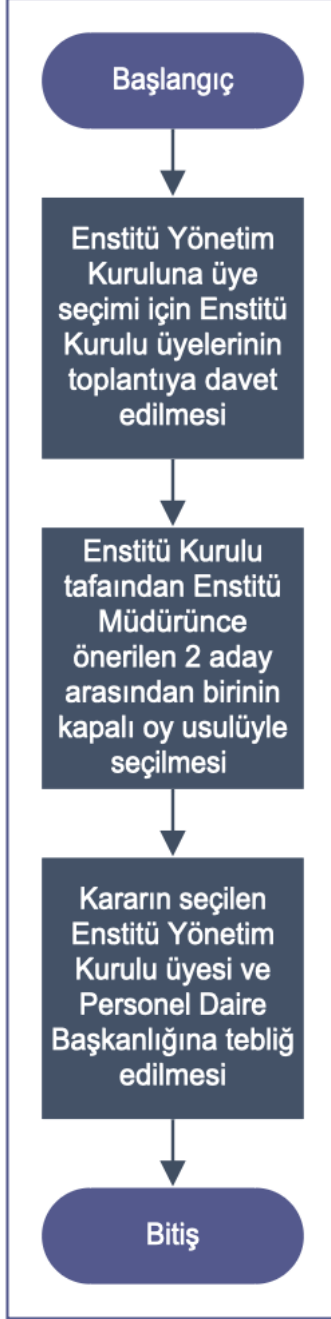 Başlangıç
Enstitü Yönetim
Kuruluna üye
seçimi için Enstitü
Kurulu üyelerinin
toplantıya davet
edilmesi
Enstitü Kurulu
tafaından Enstitü
Müdürünce
önerilen 2 aday
arasından birinin
kapalı oy usulüyle
seçilmesi
Kararın seçilen
Enstitü Yönetim
Kurulu üyesi ve
Personel Daire
Başkanlığına tebliğ
edilmesi
Bitiş